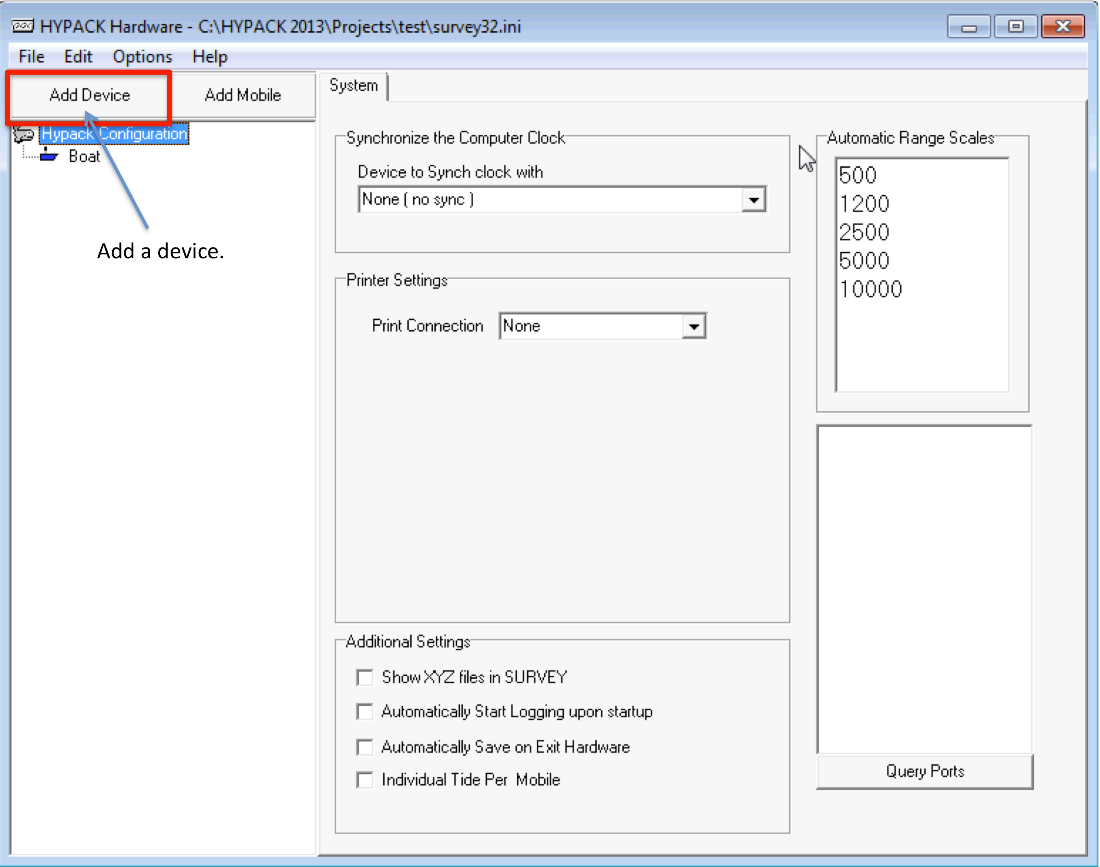 HYPACK Hardware - C:\HYPACK 2013\Projects\test\survey32.ini
File Edit Options Help
Add Device
Add Mobile
System
Hypack Configuration
Boat
Add a device.
Synchronize the Computer Clock
Device to Synch clock with
None ( no sync )
Printer Settings
Print Connection
None
Additional Settings
Show XYZ files in SURVEY
Automatically Start Logging upon startup
Automatically Save on Exit Hardware
Individual Tide Per Mobile
Automatic Range Scales
500
1200
2500
5000
10000
Query Ports